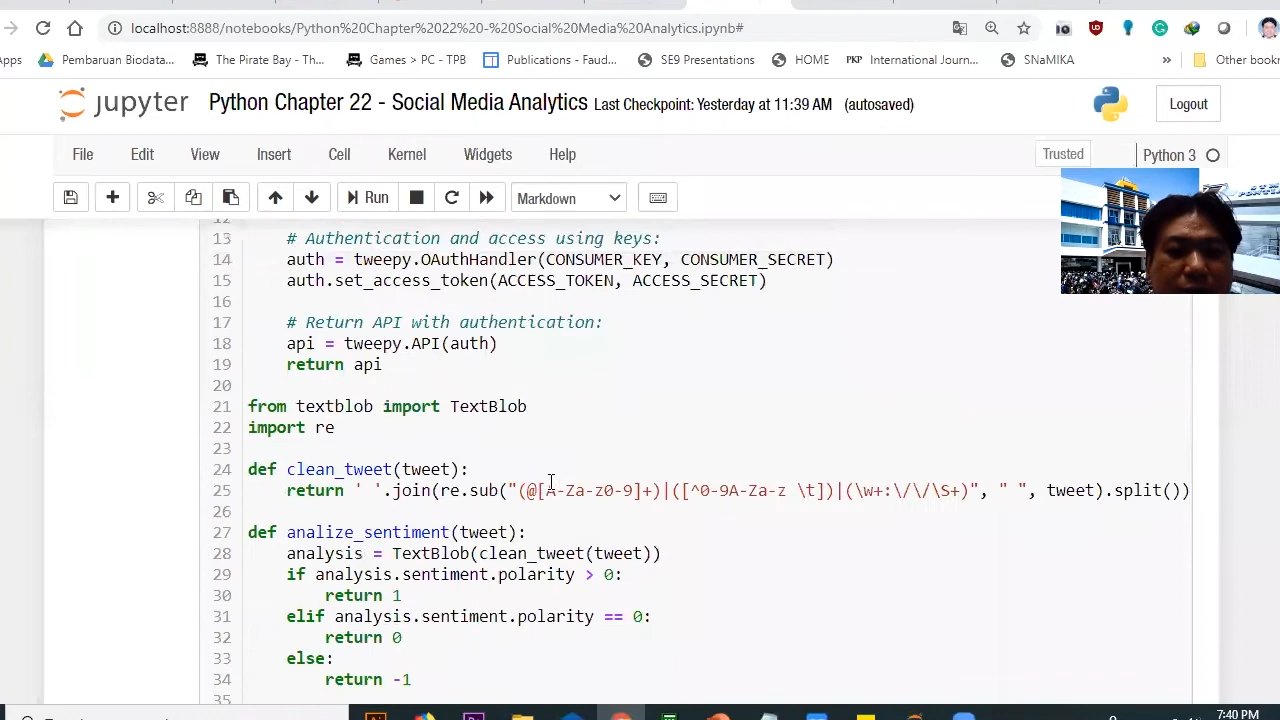 localhost:8888/notebooks/Python%20Chapter%2022%20-%20Social%20Media%20Analytics.ipynb#
Apps Pembaruan Biodata... The Pirate Bay - Th... Games > PC - TPB Publications - Faud... SE9 Presentations HOME PKP International Journ... SNaMIKA » Other bookr
jupyter Python Chapter 22 - Social Media Analytics Last Checkpoint: Yesterday at 11:39 AM (autosaved) Logout
File Edit View Insert Cell Kernel Widgets Help Trusted Python 3
Run Markdown
12
13 # Authentication and access using keys:
14 auth = tweepy.OAuthHandler(CONSUMER_KEY, CONSUMER_SECRET)
15 auth.set_access_token(ACCESS_TOKEN, ACCESS_SECRET)
16
17 # Return API with authentication:
18 api = tweepy.API(auth)
19 return api
20
21 from textblob import TextBlob
22 import re
23
24 def clean_tweet(tweet):
25 return ' '.join(re.sub("(@[A-Za-z0-9]+)|([^0-9A-Za-z \t])|(\w+:\/\/\S+)", " ", tweet).split())
26
27 def analize_sentiment(tweet):
28 analysis = TextBlob(clean_tweet(tweet))
29 if analysis.sentiment.polarity > 0:
30 return 1
31 elif analysis.sentiment.polarity == 0:
32 return 0
33 else:
34 return -1
35
7:40 PM